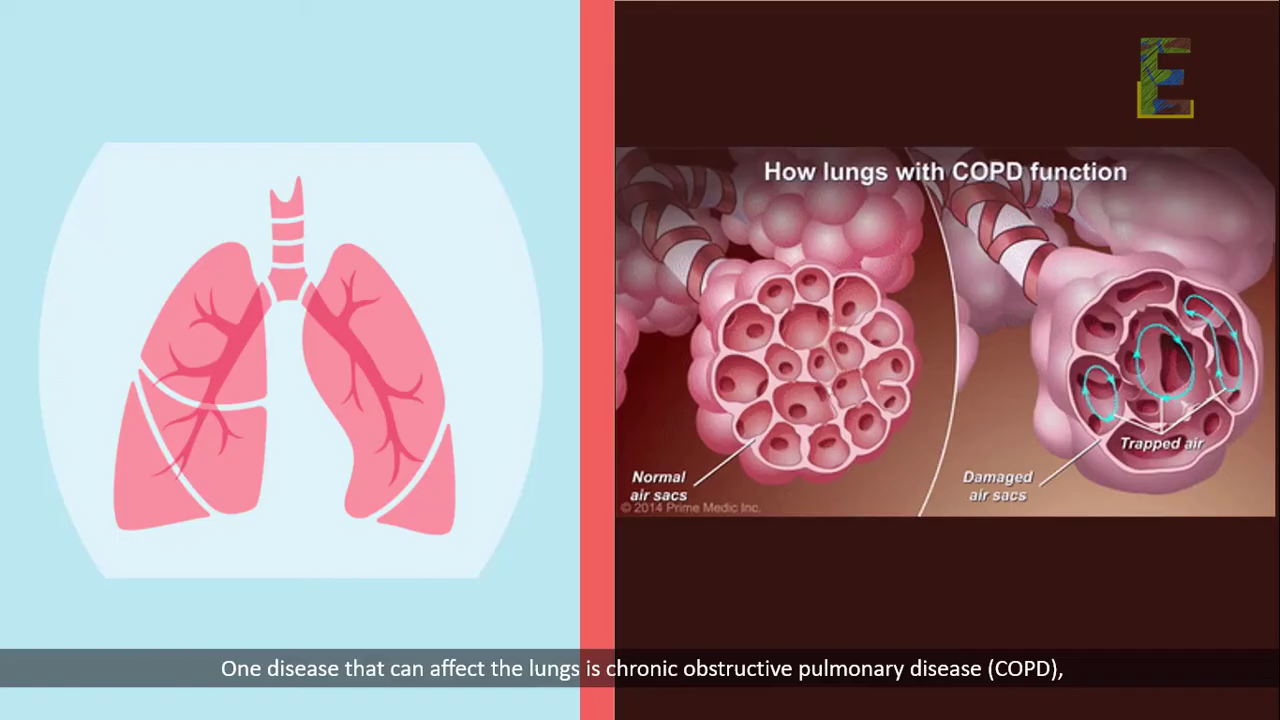 E
How lungs with COPD function
Normal
air sacs
Damaged
air sacs
Trapped air
© 2014 Prime Medic Inc.
One disease that can affect the lungs is chronic obstructive pulmonary disease (COPD),